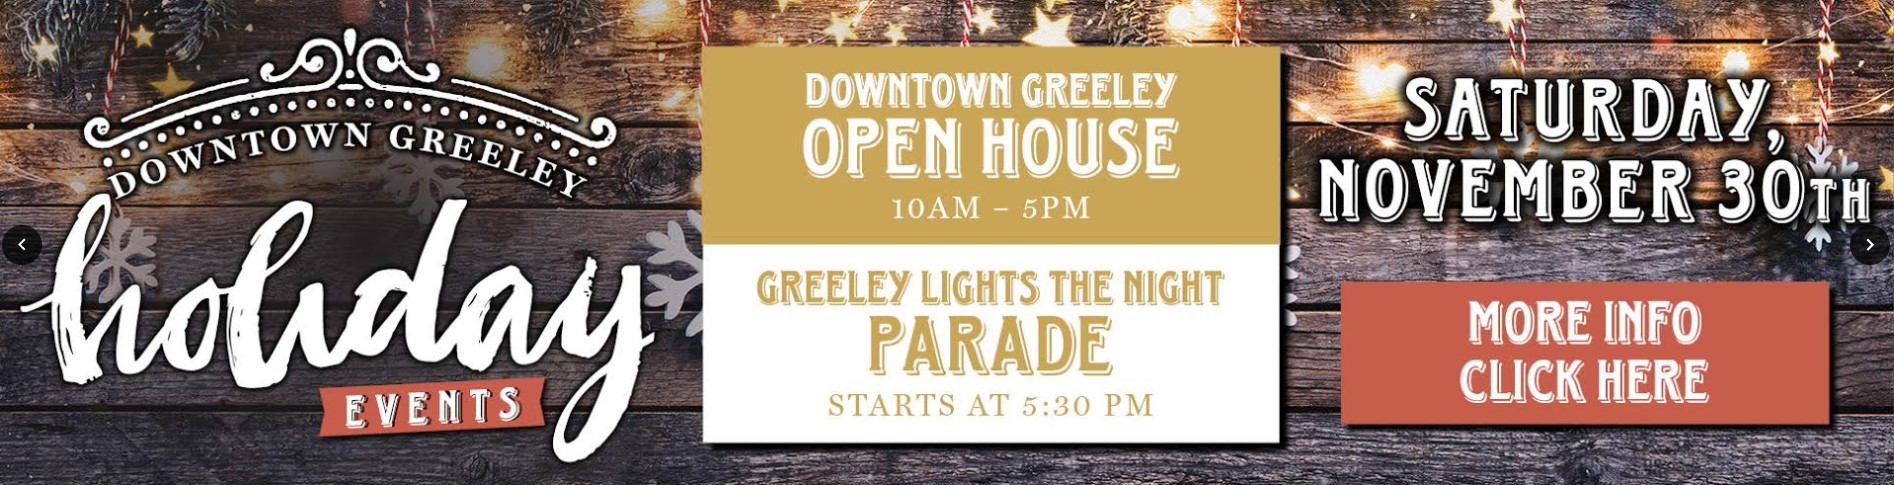 DOWNTOWN GREELEY
holiday
EVENTS
DOWNTOWN GREELEY
OPEN HOUSE
10AM – 5PM
GREELEY LIGHTS THE NIGHT
PARADE
STARTS AT 5:30 PM
SATURDAY,
NOVEMBER 30TH
MORE INFO
CLICK HERE